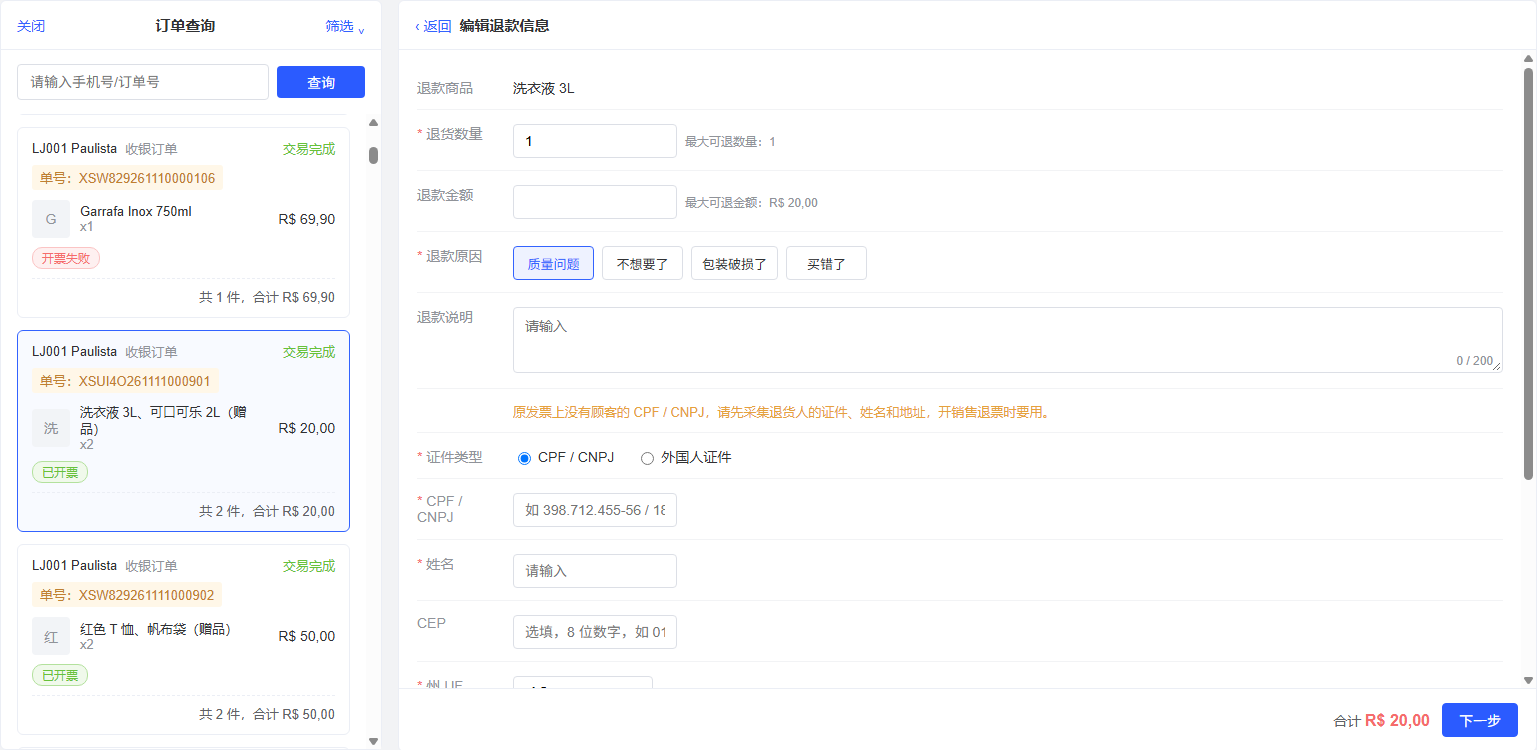 关闭
订单查询
筛选
请输入手机号/订单号
查询
LJ001 Paulista 收银订单 交易完成
单号：XSW829261110000106
G
Garrafa Inox 750ml
x1
R$ 69,90
开票失败
共 1 件，合计 R$ 69,90
LJ001 Paulista 收银订单 交易完成
单号：XSUI4O261111000901
洗
洗衣液 3L、可口可乐 2L（赠
品）
x2
R$ 20,00
已开票
共 2 件，合计 R$ 20,00
LJ001 Paulista 收银订单 交易完成
单号：XSW829261111000902
红
红色 T 恤、帆布袋（赠品）
x2
R$ 50,00
已开票
共 2 件，合计 R$ 50,00
‹ 返回 编辑退款信息
退款商品 洗衣液 3L
* 退货数量 1 最大可退数量：1
退款金额 最大可退金额：R$ 20,00
* 退款原因 质量问题 不想要了 包装破损了 买错了
退款说明 请输入
0 / 200
原发票上没有顾客的 CPF / CNPJ，请先采集退货人的证件、姓名和地址，开销售退票时要用。
* 证件类型 CPF / CNPJ 外国人证件
* CPF /
CNPJ
如 398.712.455-56 / 18
* 姓名 请输入
CEP 选填，8 位数字，如 01
* 州 UF
合计 R$ 20,00 下一步